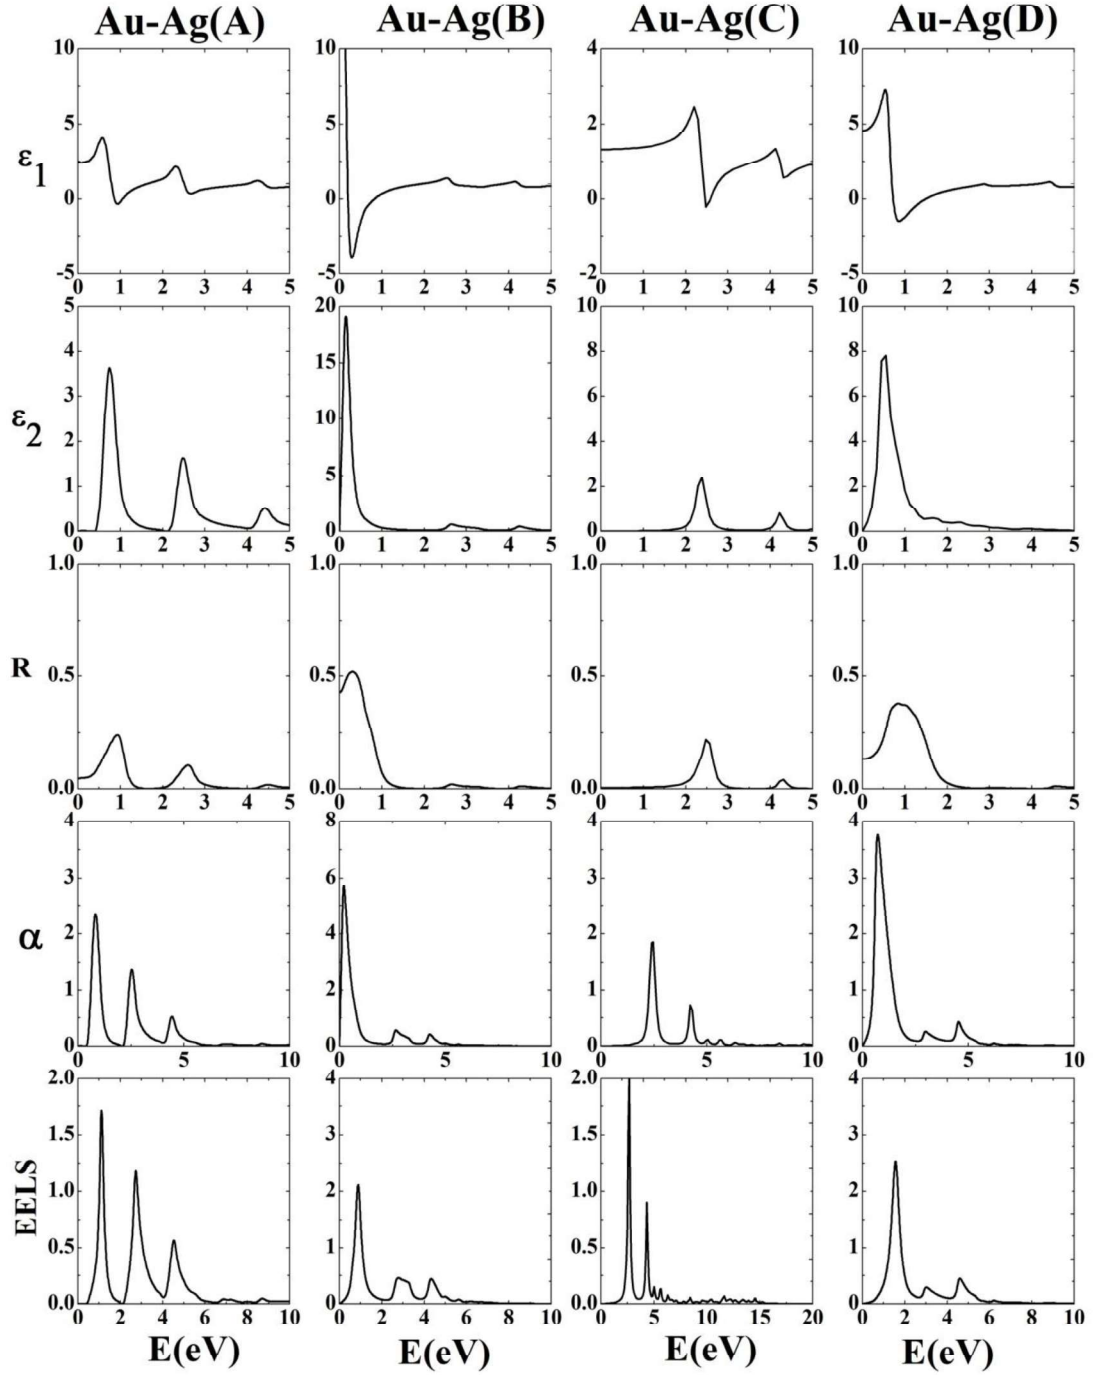 Au-Ag(A) Au-Ag(B) Au-Ag(C) Au-Ag(D)
ε1
10 5 0 -5
0 1 2 3 4 5
10 5 0 -5
0 1 2 3 4 5
4 2 0 -2
0 1 2 3 4 5
10 5 0 -5
0 1 2 3 4 5
ε2
5 4 3 2 1 0
0 1 2 3 4 5
20 15 10 5 0
0 1 2 3 4 5
10 8 6 4 2 0
0 1 2 3 4 5
10 8 6 4 2 0
0 1 2 3 4 5
R
1.0 0.5 0.0
0 1 2 3 4 5
1.0 0.5 0.0
0 1 2 3 4 5
1.0 0.5 0.0
0 1 2 3 4 5
1.0 0.5 0.0
0 1 2 3 4 5
α
4 3 2 1 0
0 5 10
8 6 4 2 0
0 5 10
4 3 2 1 0
0 5 10
4 3 2 1 0
0 5 10
EELS
2.0 1.5 1.0 0.5 0.0
0 2 4 6 8 10
4 3 2 1 0
0 2 4 6 8 10
2.0 1.5 1.0 0.5 0.0
0 5 10 15 20
4 3 2 1 0
0 2 4 6 8 10
E(eV) E(eV) E(eV) E(eV)